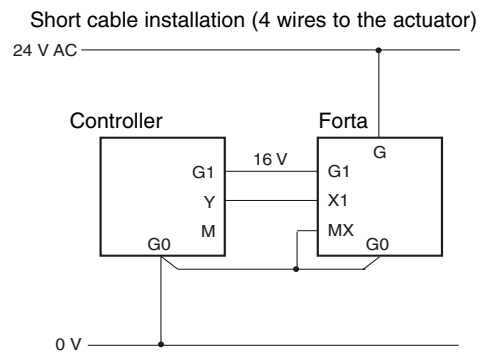 Short cable installation (4 wires to the actuator)
24 V AC
Controller
Forta
G
G1
16 V
G1
Y
X1
M
MX
G0
G0
0 V